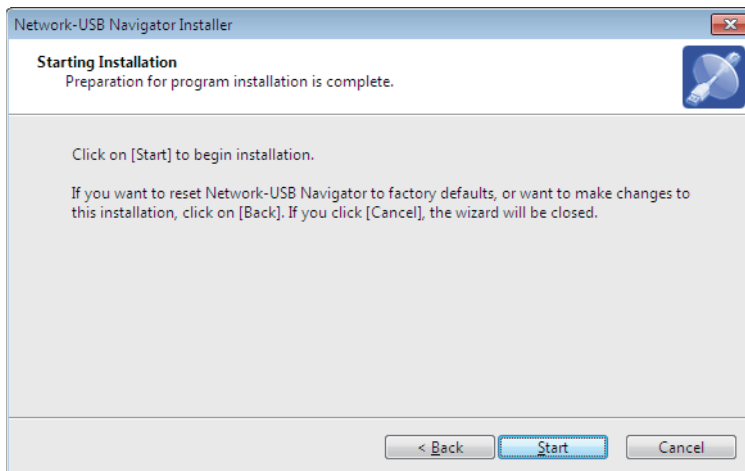 Network-USB Navigator Installer
Starting Installation
Preparation for program installation is complete.
Click on [Start] to begin installation.
If you want to reset Network-USB Navigator to factory defaults, or want to make changes to
this installation, click on [Back]. If you click [Cancel], the wizard will be closed.
< Back Start Cancel